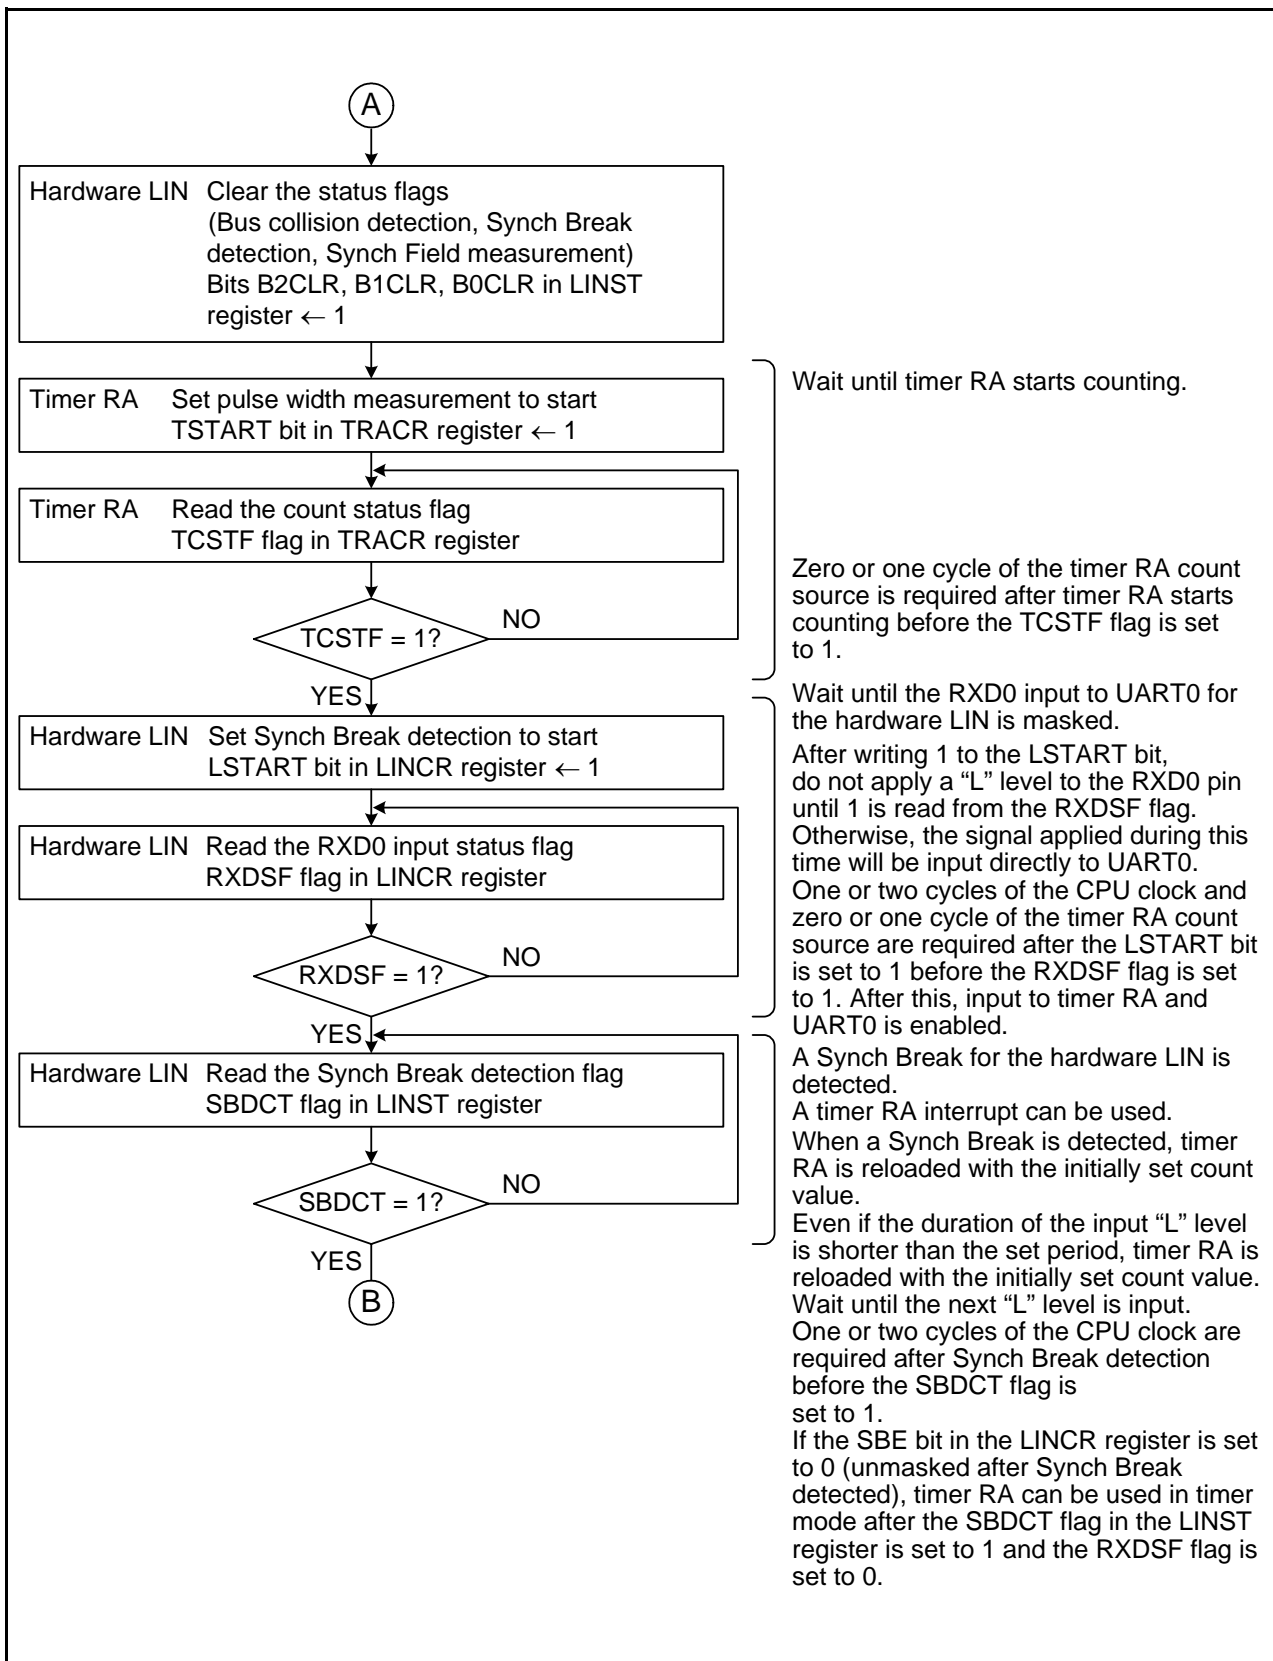 A
Hardware LIN Clear the status flags
(Bus collision detection, Synch Break
detection, Synch Field measurement)
Bits B2CLR, B1CLR, B0CLR in LINST
register ← 1
Timer RA Set pulse width measurement to start
TSTART bit in TRACR register ← 1
Wait until timer RA starts counting.
Timer RA Read the count status flag
TCSTF flag in TRACR register
TCSTF = 1?
NO
YES
Zero or one cycle of the timer RA count
source is required after timer RA starts
counting before the TCSTF flag is set
to 1.
Hardware LIN Set Synch Break detection to start
LSTART bit in LINCR register ← 1
Hardware LIN Read the RXD0 input status flag
RXDSF flag in LINCR register
RXDSF = 1?
NO
YES
Wait until the RXD0 input to UART0 for
the hardware LIN is masked.
After writing 1 to the LSTART bit,
do not apply a “L” level to the RXD0 pin
until 1 is read from the RXDSF flag.
Otherwise, the signal applied during this
time will be input directly to UART0.
One or two cycles of the CPU clock and
zero or one cycle of the timer RA count
source are required after the LSTART bit
is set to 1 before the RXDSF flag is set
to 1. After this, input to timer RA and
UART0 is enabled.
Hardware LIN Read the Synch Break detection flag
SBDCT flag in LINST register
SBDCT = 1?
NO
YES
B
A Synch Break for the hardware LIN is
detected.
A timer RA interrupt can be used.
When a Synch Break is detected, timer
RA is reloaded with the initially set count
value.
Even if the duration of the input “L” level
is shorter than the set period, timer RA is
reloaded with the initially set count value.
Wait until the next “L” level is input.
One or two cycles of the CPU clock are
required after Synch Break detection
before the SBDCT flag is
set to 1.
If the SBE bit in the LINCR register is set
to 0 (unmasked after Synch Break
detected), timer RA can be used in timer
mode after the SBDCT flag in the LINST
register is set to 1 and the RXDSF flag is
set to 0.